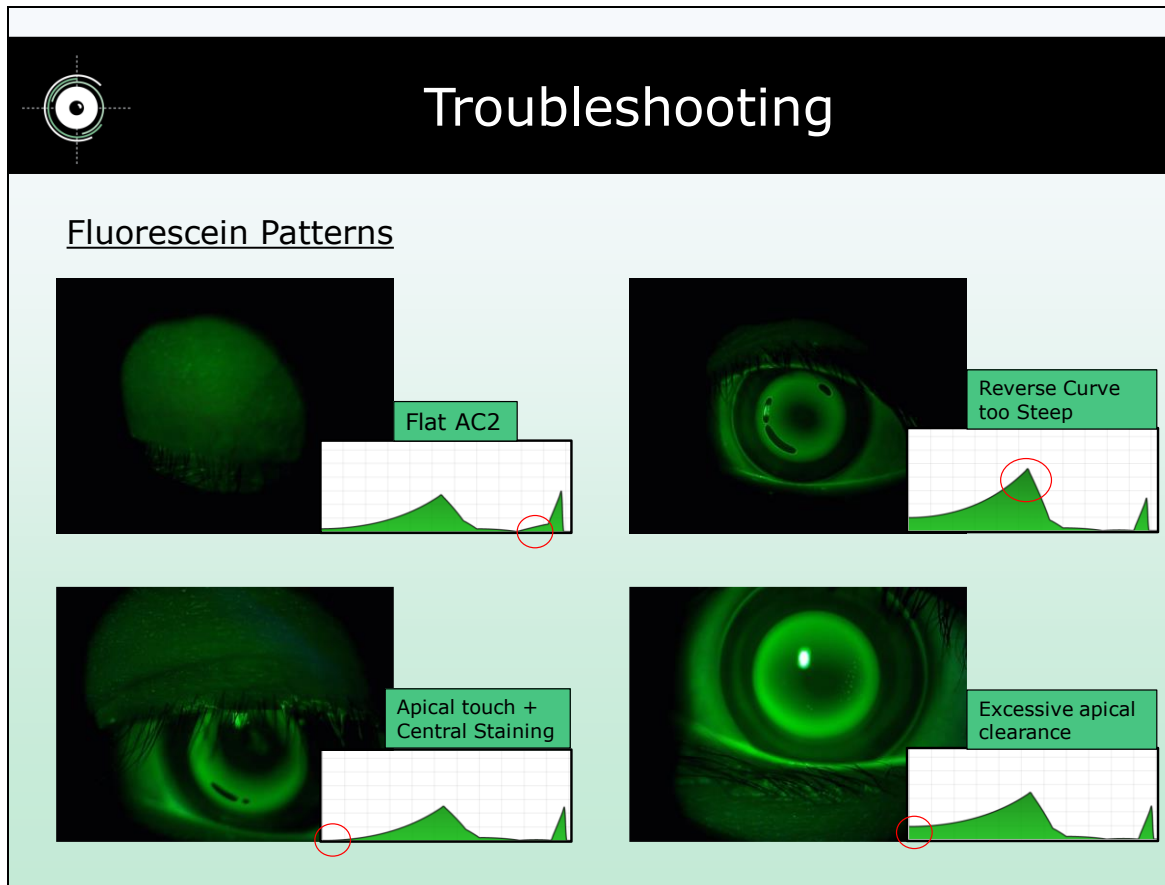 Troubleshooting
Fluorescein Patterns
Flat AC2
Reverse Curve
too Steep
Apical touch +
Central Staining
Excessive apical
clearance